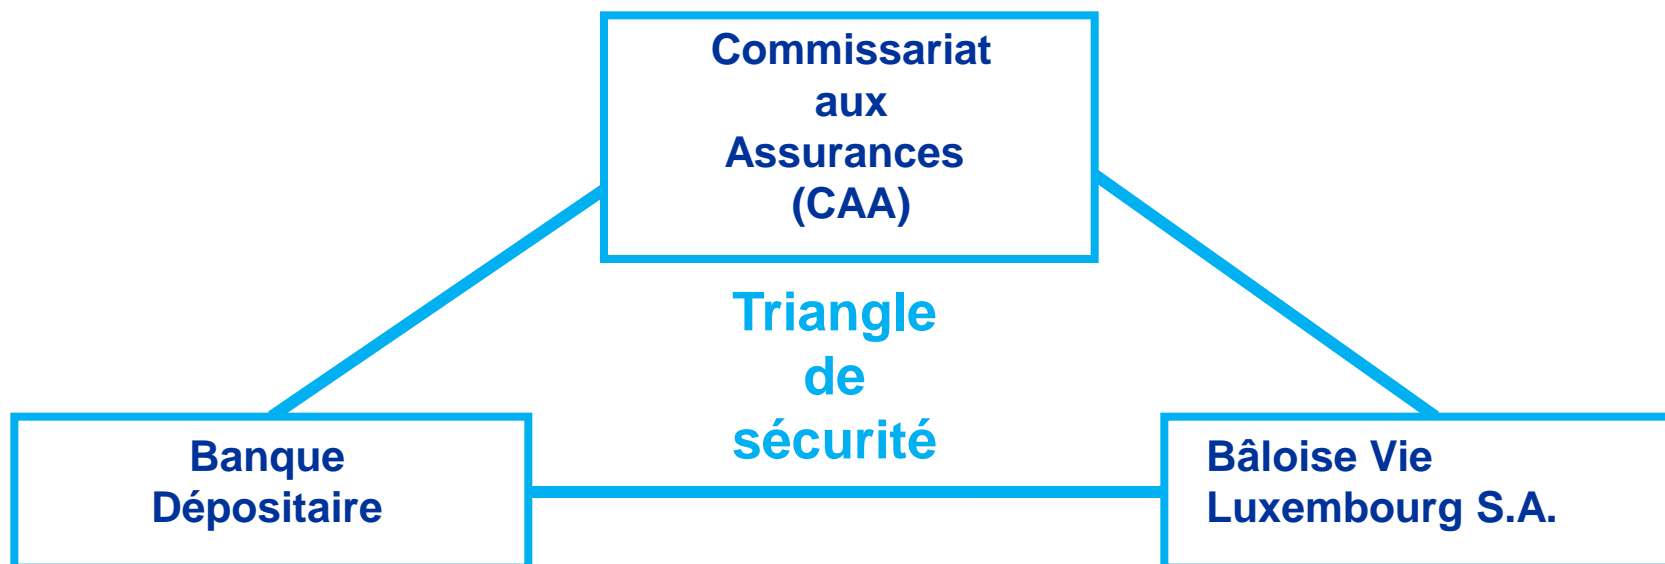 Commissariat
aux
Assurances
(CAA)
Triangle
de
sécurité
Banque
Dépositaire
Bâloise Vie
Luxembourg S.A.